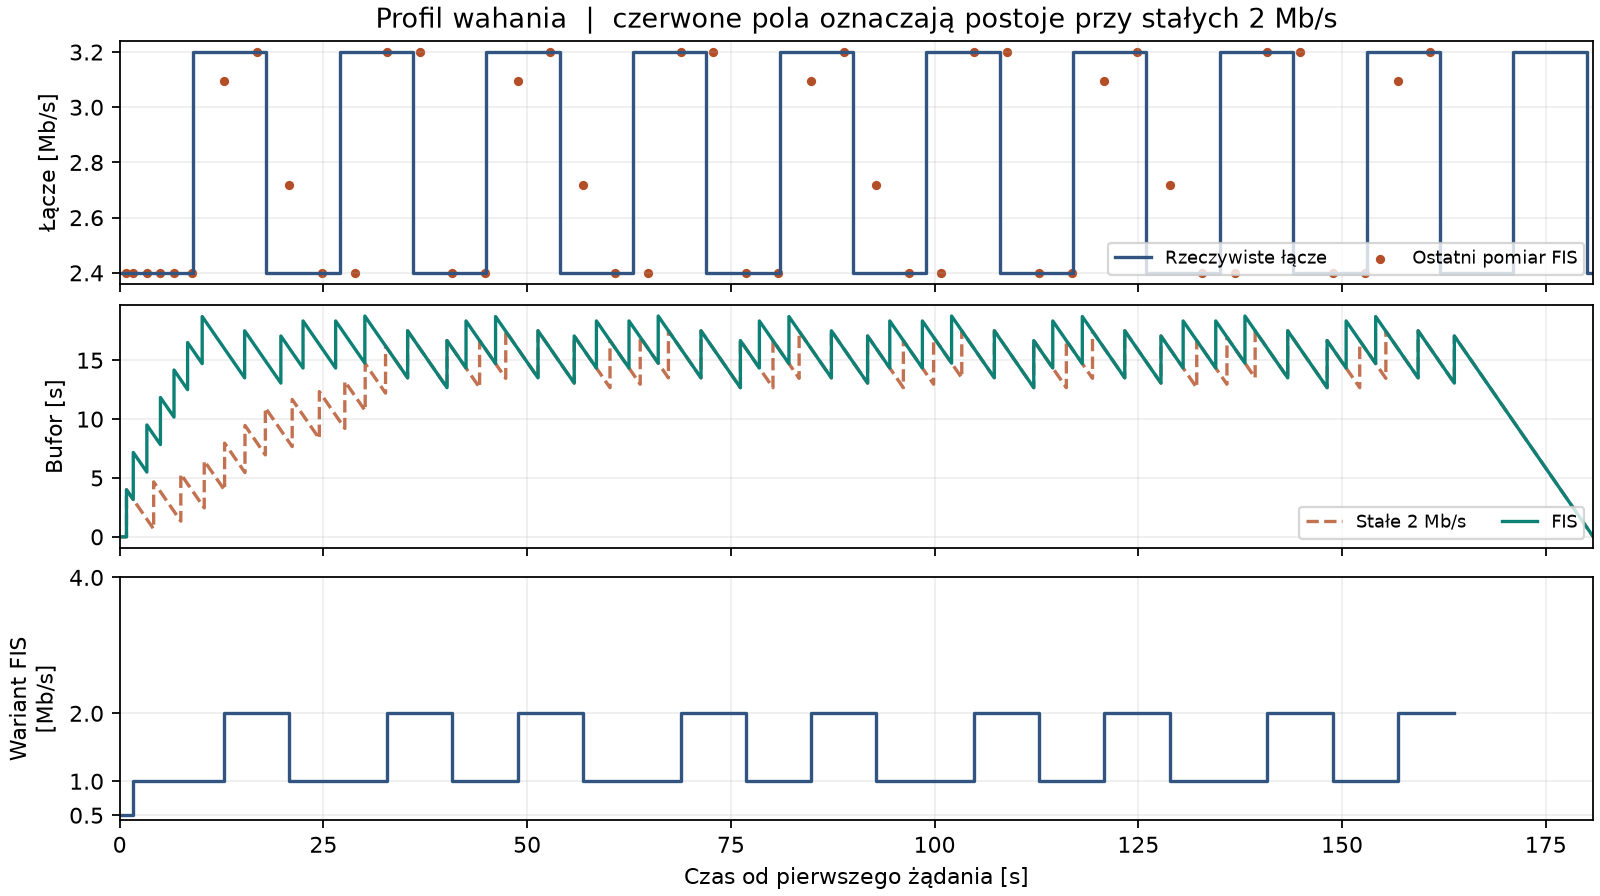 Profil wahania | czerwone pola oznaczają postoje przy stałych 2 Mb/s
Łącze [Mb/s]
3.2
3.0
2.8
2.6
2.4
Rzeczywiste łącze
Ostatni pomiar FIS
Bufor [s]
15
10
5
0
Stałe 2 Mb/s
FIS
Wariant FIS
[Mb/s]
4.0
2.0
1.0
0.5
0 25 50 75 100 125 150 175
Czas od pierwszego żądania [s]